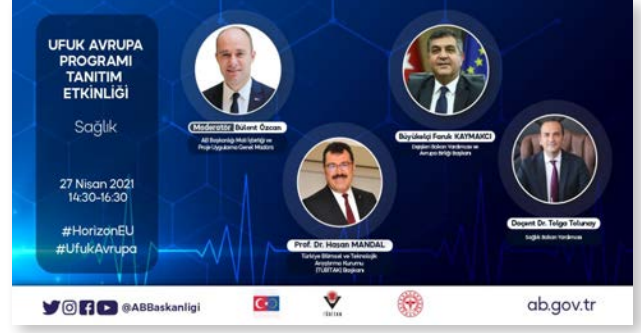 UFUK AVRUPA
PROGRAMI
TANITIM
ETKİNLİĞİ
Sağlık
27 Nisan 2021
14:30-16:30
#HorizonEU
#UfukAvrupa
Moderatör Bülent Özcan
AB Başkanlığı Mali İşbirliği ve
Proje Uygulama Genel Müdürü
Büyükelçi Faruk KAYMAKCI
Dışişleri Bakan Yardımcısı ve
Avrupa Birliği Başkanı
Prof. Dr. Hasan MANDAL
Türkiye Bilimsel ve Teknolojik
Araştırma Kurumu
(TÜBİTAK) Başkanı
Doçent Dr. Tolga Tolunay
Sağlık Bakan Yardımcısı
@ABBaskanligi
TÜBİTAK
ab.gov.tr